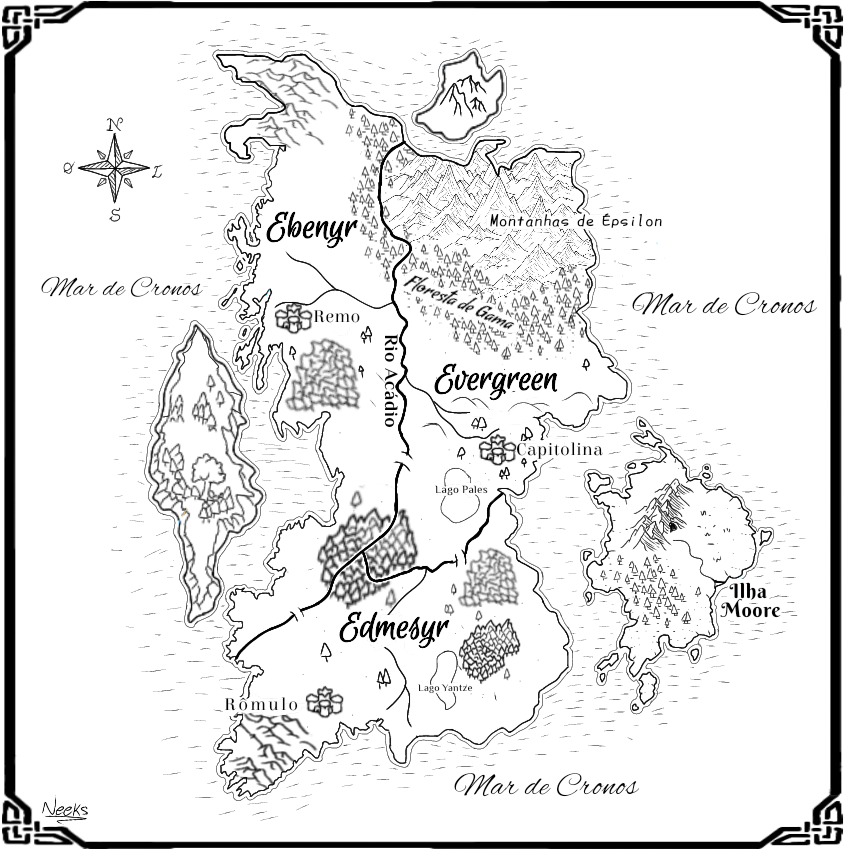 N
O L
S
Montanhas de Épsilon
Ebenyr
Mar de Cronos
Floresta de Gama
Mar de Cronos
Remo
Rio Acádio
Evergreen
Capitolina
Lago Pales
Ilha
Moore
Edmesyr
Lago Yantze
Rômulo
Mar de Cronos
Neeks